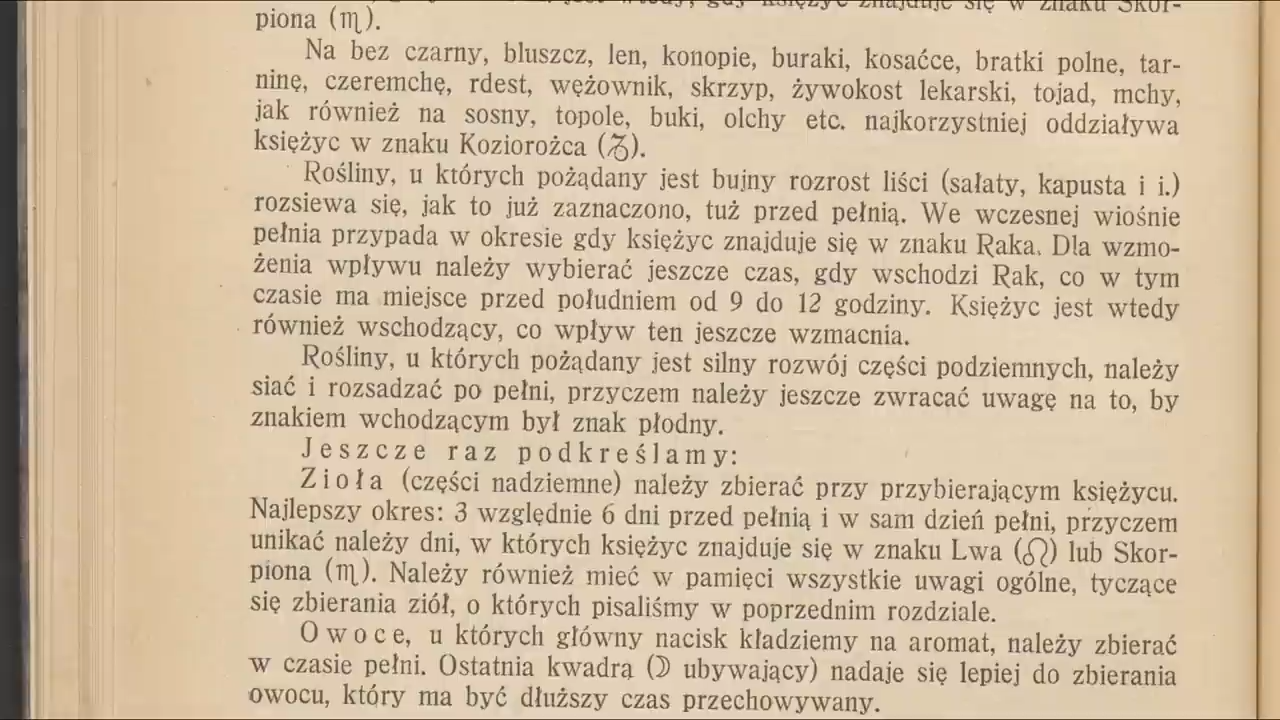 jest wtedy, gdy księżyc znajduje się w znaku Skor-
piona (♏).
Na bez czarny, bluszcz, len, konopie, buraki, kosaćce, bratki polne, tar-
ninę, czeremchę, rdest, wężownik, skrzyp, żywokost lekarski, tojad, mchy,
jak również na sosny, topole, buki, olchy etc. najkorzystniej oddziaływa
księżyc w znaku Koziorożca (♑).
Rośliny, u których pożądany jest bujny rozrost liści (sałaty, kapusta i i.)
rozsiewa się, jak to już zaznaczono, tuż przed pełnią. We wczesnej wiośnie
pełnia przypada w okresie gdy księżyc znajduje się w znaku Raka. Dla wzmo-
żenia wpływu należy wybierać jeszcze czas, gdy wschodzi Rak, co w tym
czasie ma miejsce przed południem od 9 do 12 godziny. Księżyc jest wtedy
również wschodzący, co wpływ ten jeszcze wzmacnia.
Rośliny, u których pożądany jest silny rozwój części podziemnych, należy
siać i rozsadzać po pełni, przyczem należy jeszcze zwracać uwagę na to, by
znakiem wchodzącym był znak płodny.
Jeszcze raz podkreślamy:
Zioła (części nadziemne) należy zbierać przy przybierającym księżycu.
Najlepszy okres: 3 względnie 6 dni przed pełnią i w sam dzień pełni, przyczem
unikać należy dni, w których księżyc znajduje się w znaku Lwa (♌) lub Skor-
piona (♏). Należy również mieć w pamięci wszystkie uwagi ogólne, tyczące
się zbierania ziół, o których pisaliśmy w poprzednim rozdziale.
Owoce, u których główny nacisk kładziemy na aromat, należy zbierać
w czasie pełni. Ostatnia kwadra (☽ ubywający) nadaje się lepiej do zbierania
owocu, który ma być dłuższy czas przechowywany.